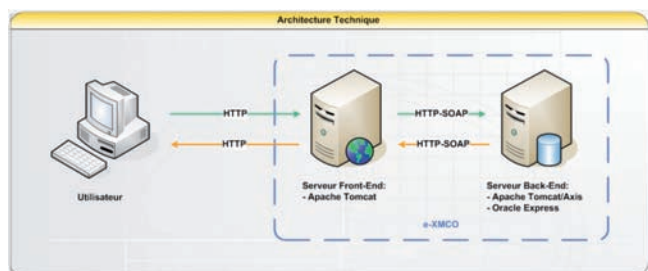 Architecture Technique
HTTP
HTTP-SOAP
HTTP
HTTP-SOAP
Utilisateur
Serveur Front-End:
- Apache Tomcat
Serveur Back-End:
- Apache Tomcat/Axis
- Oracle Express
e-XMCO